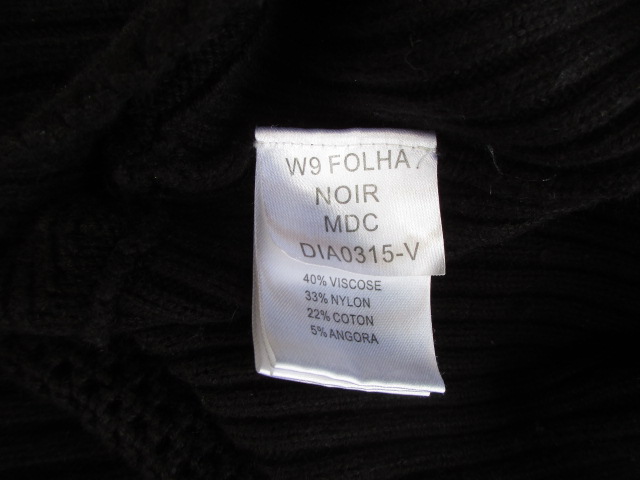 W9 FOLHA/
NOIR
MDC
DIA0315-V
40% VISCOSE
33% NYLON
22% COTON
5% ANGORA